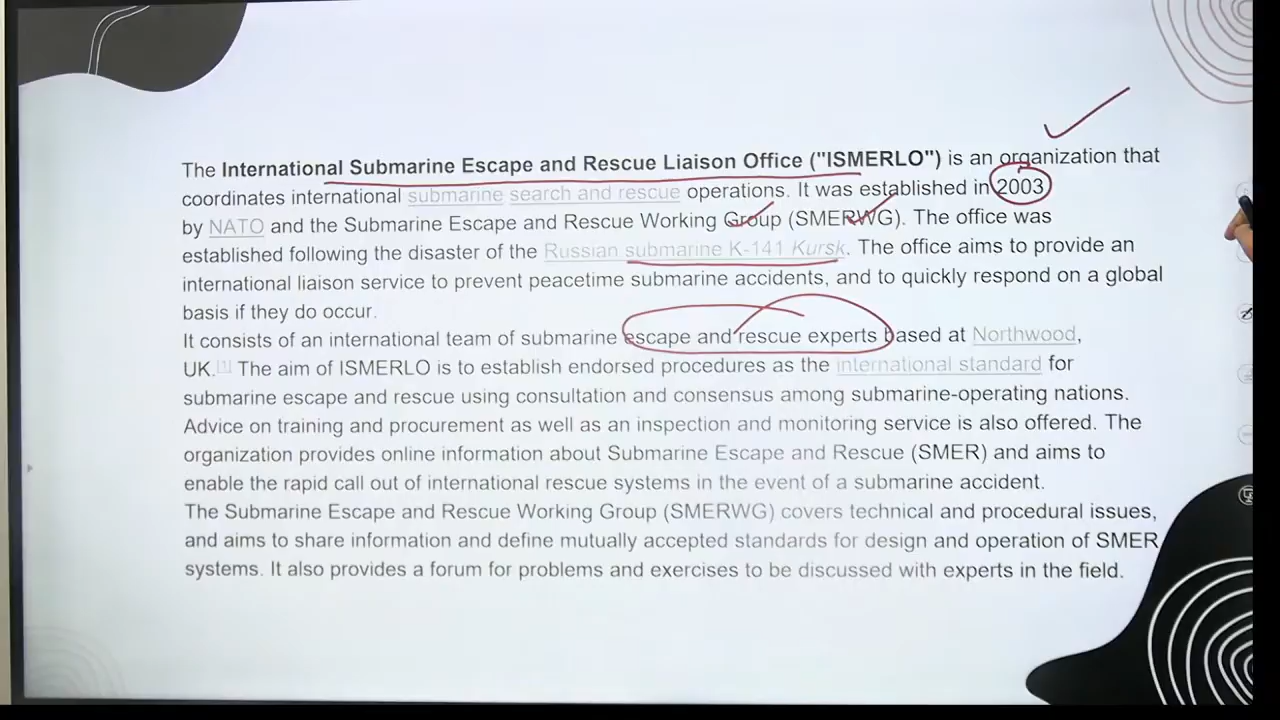 The International Submarine Escape and Rescue Liaison Office ("ISMERLO") is an organization that
coordinates international submarine search and rescue operations. It was established in 2003
by NATO and the Submarine Escape and Rescue Working Group (SMERWG). The office was
established following the disaster of the Russian submarine K-141 Kursk. The office aims to provide an
international liaison service to prevent peacetime submarine accidents, and to quickly respond on a global
basis if they do occur.
It consists of an international team of submarine escape and rescue experts based at Northwood,
UK.[1] The aim of ISMERLO is to establish endorsed procedures as the international standard for
submarine escape and rescue using consultation and consensus among submarine-operating nations.
Advice on training and procurement as well as an inspection and monitoring service is also offered. The
organization provides online information about Submarine Escape and Rescue (SMER) and aims to
enable the rapid call out of international rescue systems in the event of a submarine accident.
The Submarine Escape and Rescue Working Group (SMERWG) covers technical and procedural issues,
and aims to share information and define mutually accepted standards for design and operation of SMER
systems. It also provides a forum for problems and exercises to be discussed with experts in the field.